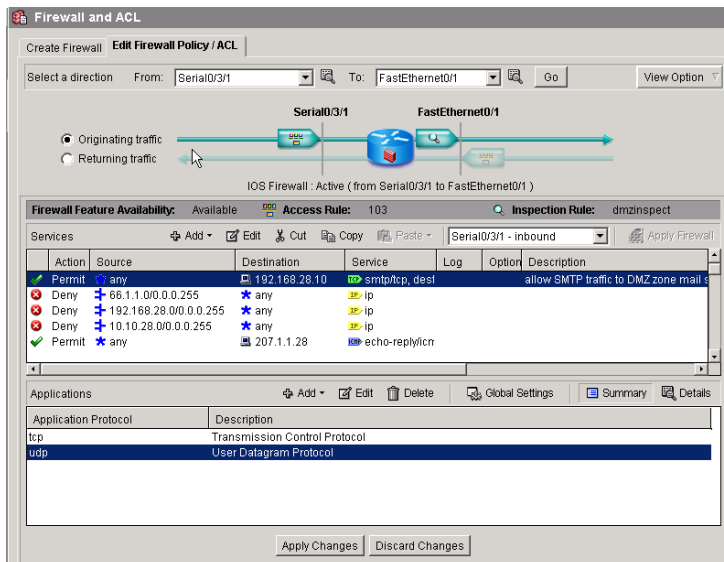 Firewall and ACL
Create Firewall Edit Firewall Policy / ACL
Select a direction From: Serial0/3/1 To: FastEthernet0/1 Go View Option
Serial0/3/1 FastEthernet0/1
Originating traffic
Returning traffic
IOS Firewall : Active ( from Serial0/3/1 to FastEthernet0/1 )
Firewall Feature Availability: Available Access Rule: 103 Inspection Rule: dmzinspect
Services Add Edit Cut Copy Paste Serial0/3/1 - inbound Apply Firewall
Action Source Destination Service Log Option Description
Permit any 192.168.28.10 TCP smtp/tcp, dest allow SMTP traffic to DMZ zone mail s
Deny 66.1.1.0/0.0.0.255 any IP ip
Deny 192.168.28.0/0.0.0.255 any IP ip
Deny 10.10.28.0/0.0.0.255 any IP ip
Permit any 207.1.1.28 ICMP echo-reply/icm
Applications Add Edit Delete Global Settings Summary Details
Application Protocol Description
tcp Transmission Control Protocol
udp User Datagram Protocol
Apply Changes Discard Changes